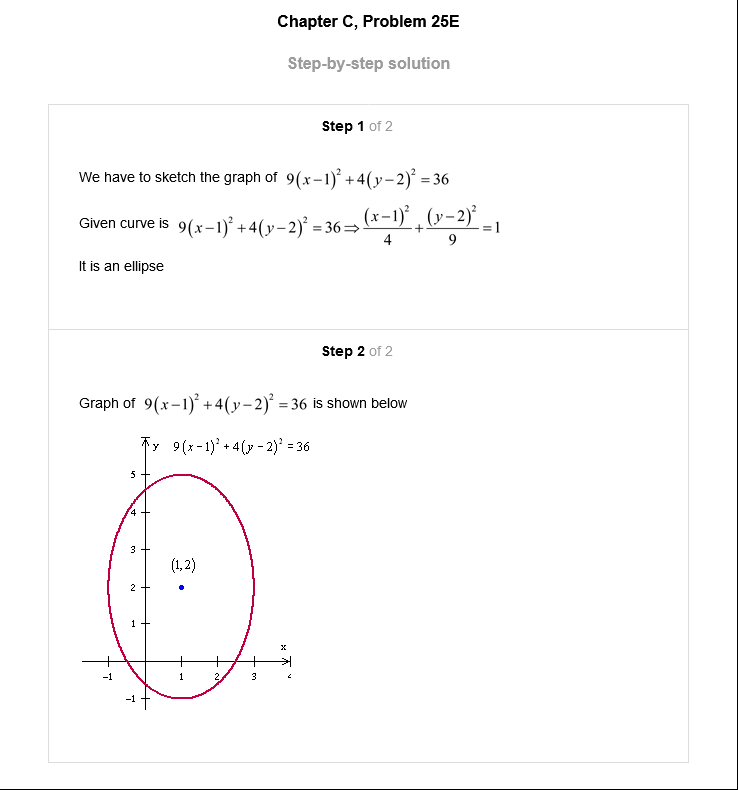 Chapter C, Problem 25E
Step-by-step solution
Step 1 of 2
We have to sketch the graph of 9(x−1)²+4(y−2)²=36
Given curve is 9(x−1)²+4(y−2)²=36⇒(x−1)²/4+(y−2)²/9=1
It is an ellipse
Step 2 of 2
Graph of 9(x−1)²+4(y−2)²=36 is shown below
y 9(x−1)²+4(y−2)²=36
5
4
3
(1,2)
2
1
x
−1 1 2 3
−1